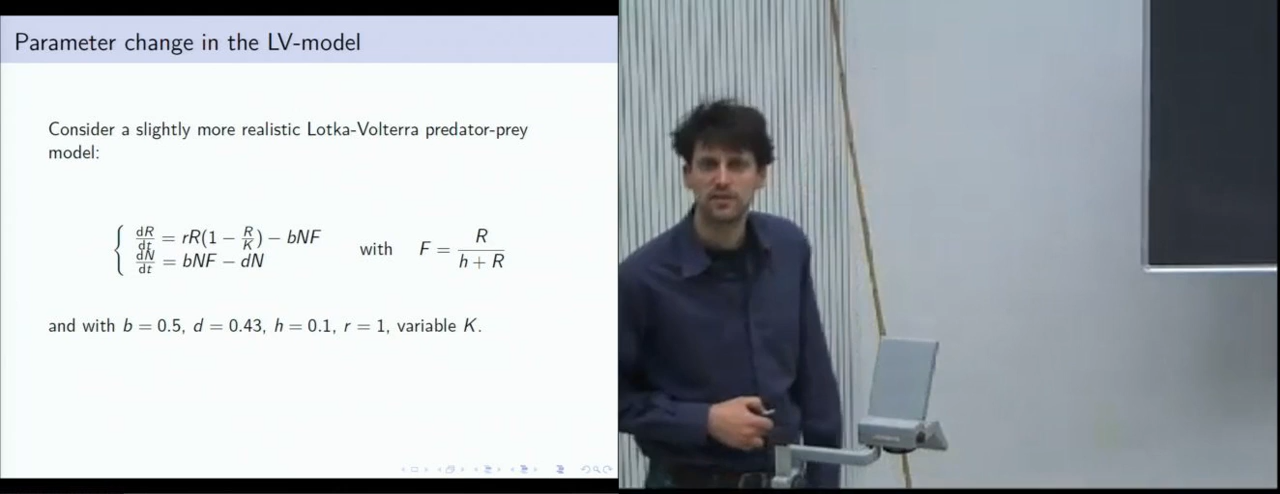 Parameter change in the LV-model
Consider a slightly more realistic Lotka-Volterra predator-prey
model:
{ dR/dt = rR(1 − R/K) − bNF
dN/dt = bNF − dN with F = R/(h + R)
and with b = 0.5, d = 0.43, h = 0.1, r = 1, variable K.